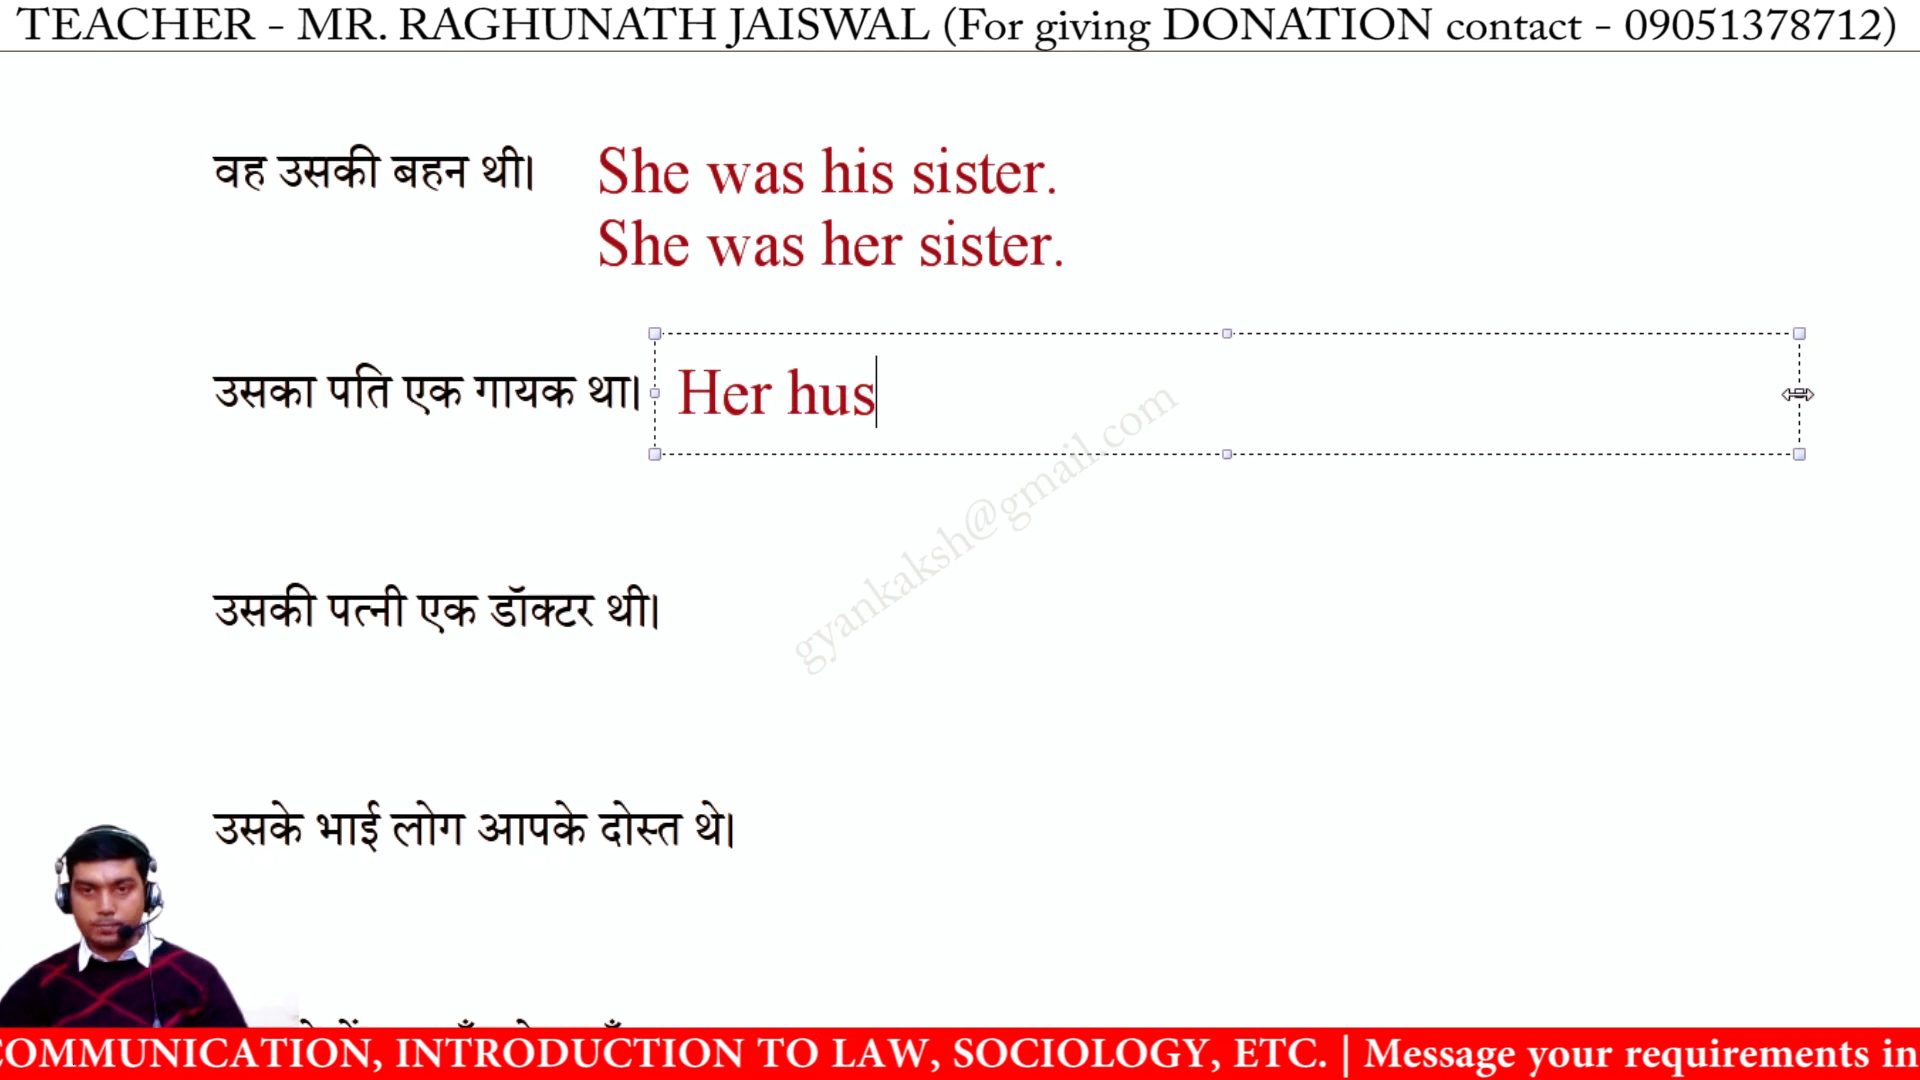 TEACHER - MR. RAGHUNATH JAISWAL (For giving DONATION contact - 09051378712)
वह उसकी बहन थी। She was his sister.
She was her sister.
उसका पति एक गायक था। Her hus
gyankaksh@gmail.com
उसकी पत्नी एक डॉक्टर थी।
उसके भाई लोग आपके दोस्त थे।
COMMUNICATION, INTRODUCTION TO LAW, SOCIOLOGY, ETC. | Message your requirements in